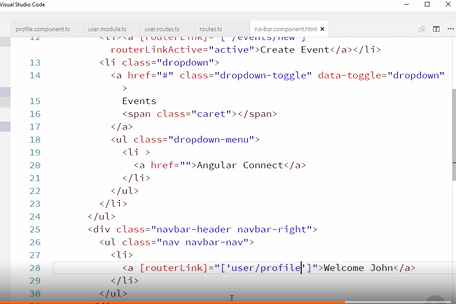 Visual Studio Code
profile.component.ts user.module.ts user.routes.ts routes.ts navbar.component.html
12 <li><a [routerLink]="['/events/new']"
routerLinkActive="active">Create Event</a></li>
13 <li class="dropdown">
14 <a href="#" class="dropdown-toggle" data-toggle="dropdown"
>
15 Events
16 <span class="caret"></span>
17 </a>
18 <ul class="dropdown-menu">
19 <li >
20 <a href="">Angular Connect</a>
21 </li>
22 </ul>
23 </li>
24 </ul>
25 <div class="navbar-header navbar-right">
26 <ul class="nav navbar-nav">
27 <li>
28 <a [routerLink]="['user/profile']">Welcome John</a>
29 </li>
30 </ul>